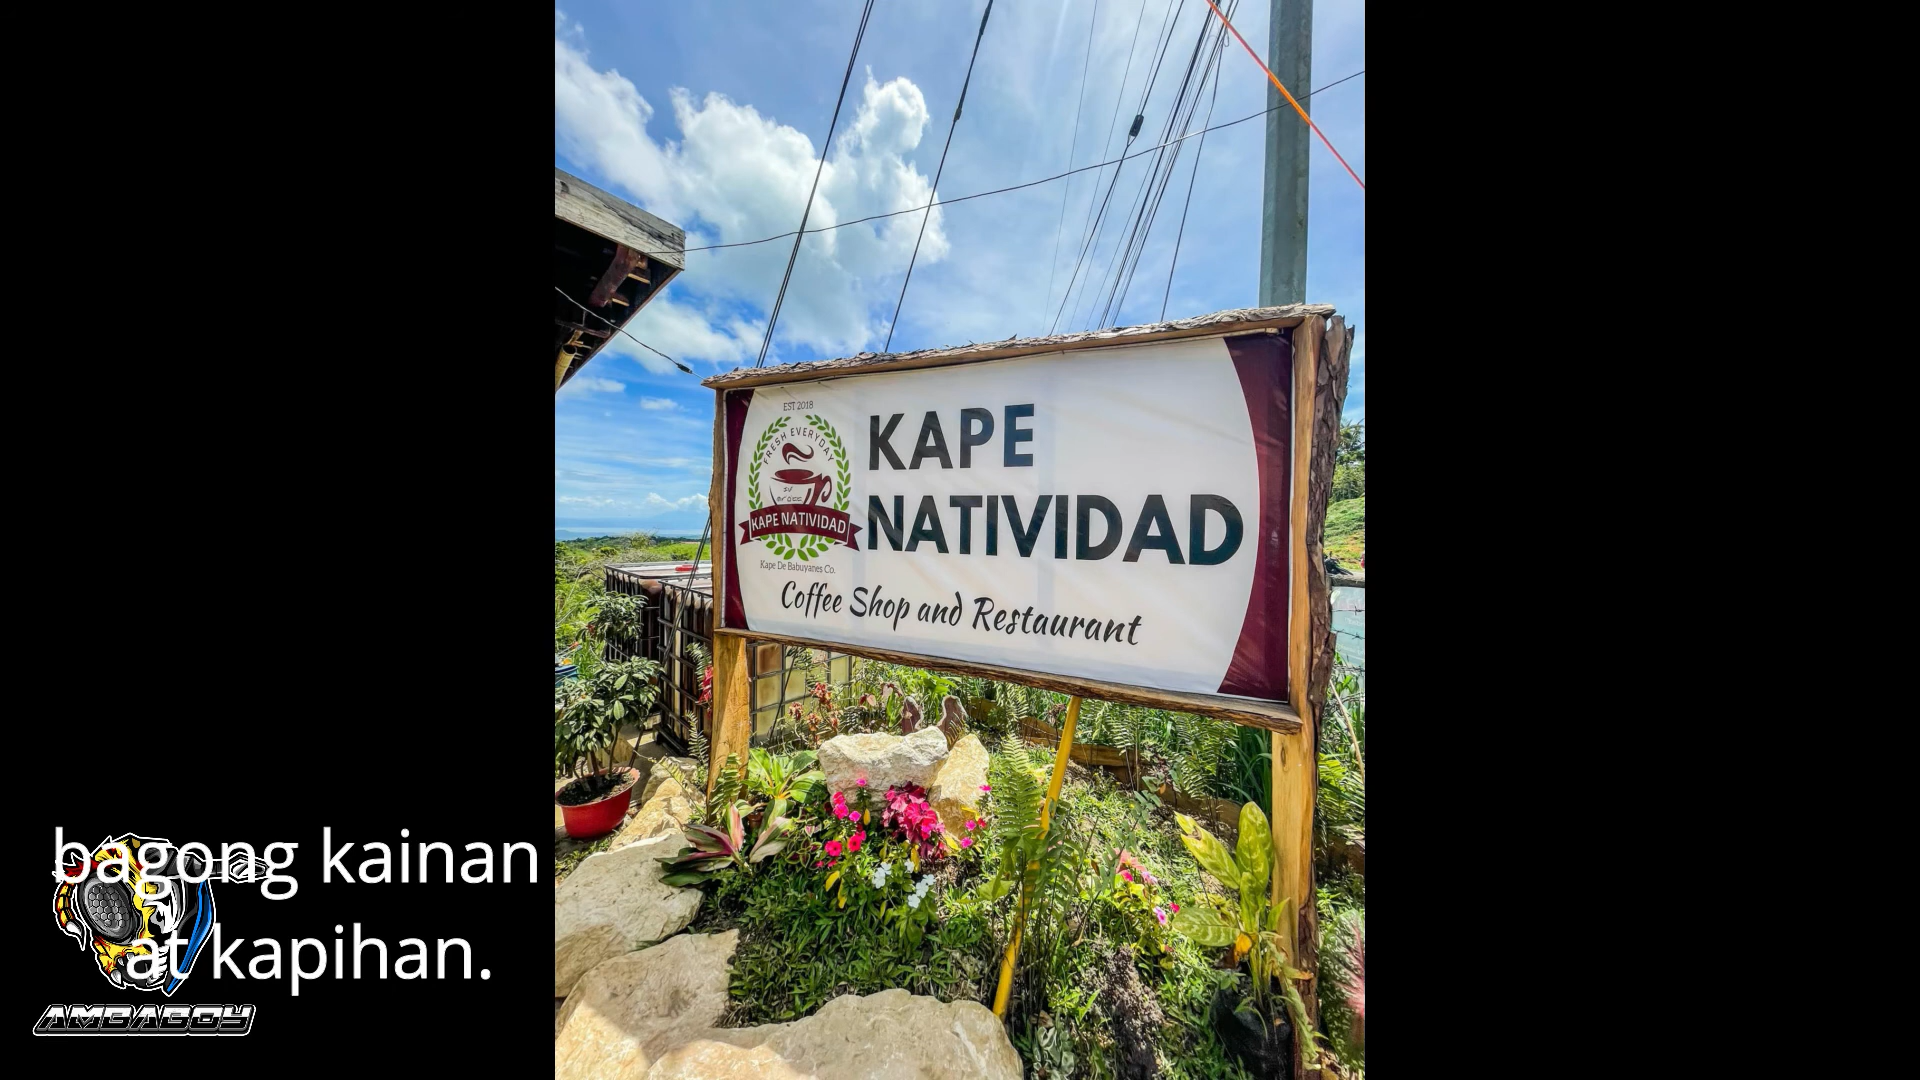 EST 2018
FRESH EVERYDAY
KAPE NATIVIDAD
Kape De Babuyanes Co.
KAPE
NATIVIDAD
Coffee Shop and Restaurant
bagong kainan
at kapihan.
AMBABOY